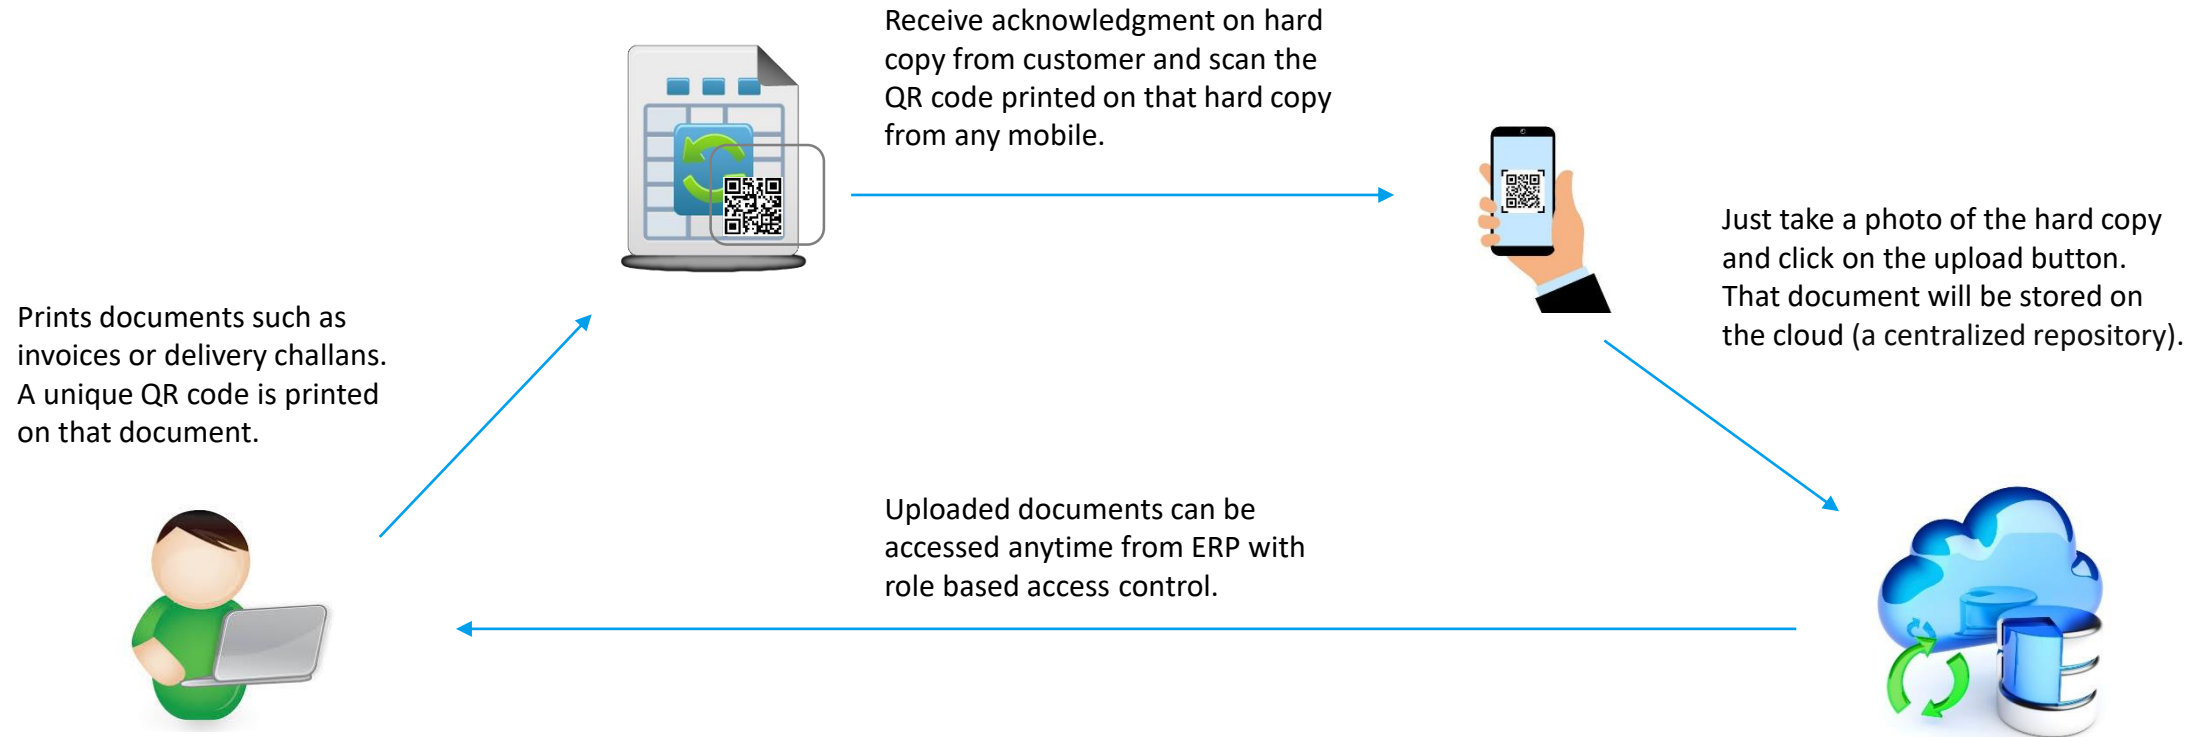 Receive acknowledgment on hard
copy from customer and scan the
QR code printed on that hard copy
from any mobile.
Just take a photo of the hard copy
and click on the upload button.
That document will be stored on
the cloud (a centralized repository).
Prints documents such as
invoices or delivery challans.
A unique QR code is printed
on that document.
Uploaded documents can be
accessed anytime from ERP with
role based access control.